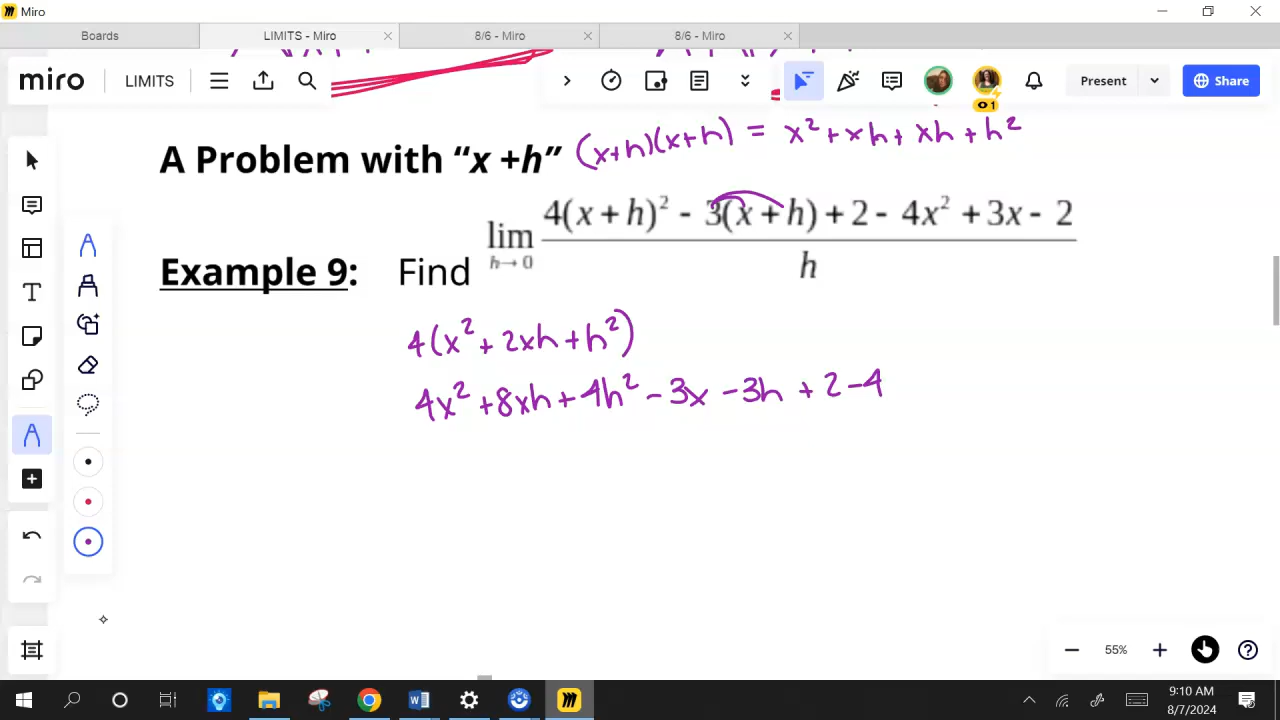 Miro
Boards
LIMITS - Miro
8/6 - Miro
8/6 - Miro
miro
LIMITS
Present
Share
1
A Problem with “x +h” (x+h)(x+h) = x² + xh + xh + h²
lim h→0 4(x + h)² - 3(x + h) + 2 - 4x² + 3x - 2 / h
Example 9: Find
4(x² + 2xh + h²)
4x² + 8xh + 4h² - 3x - 3h + 2 - 4
T
55%
9:10 AM
8/7/2024